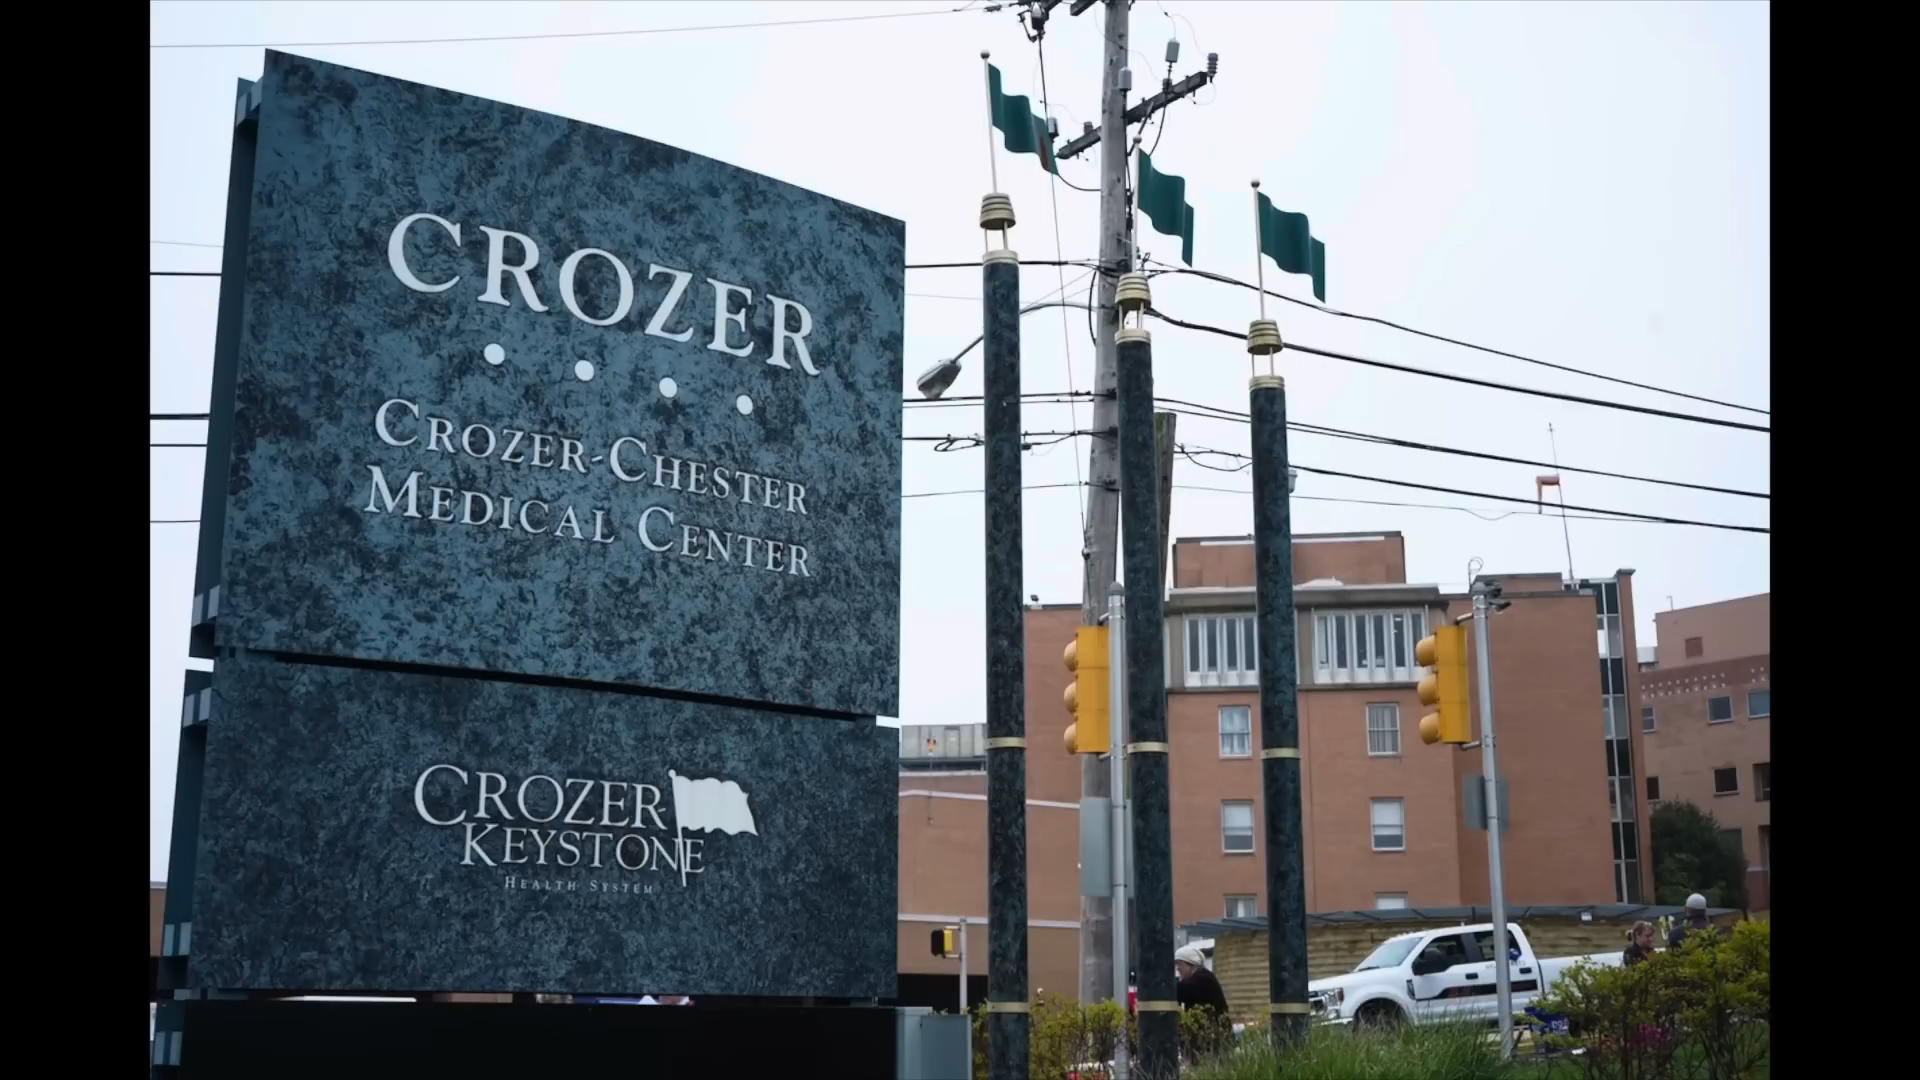 CROZER
CROZER-CHESTER
MEDICAL CENTER
CROZER-
KEYSTONE
HEALTH SYSTEM